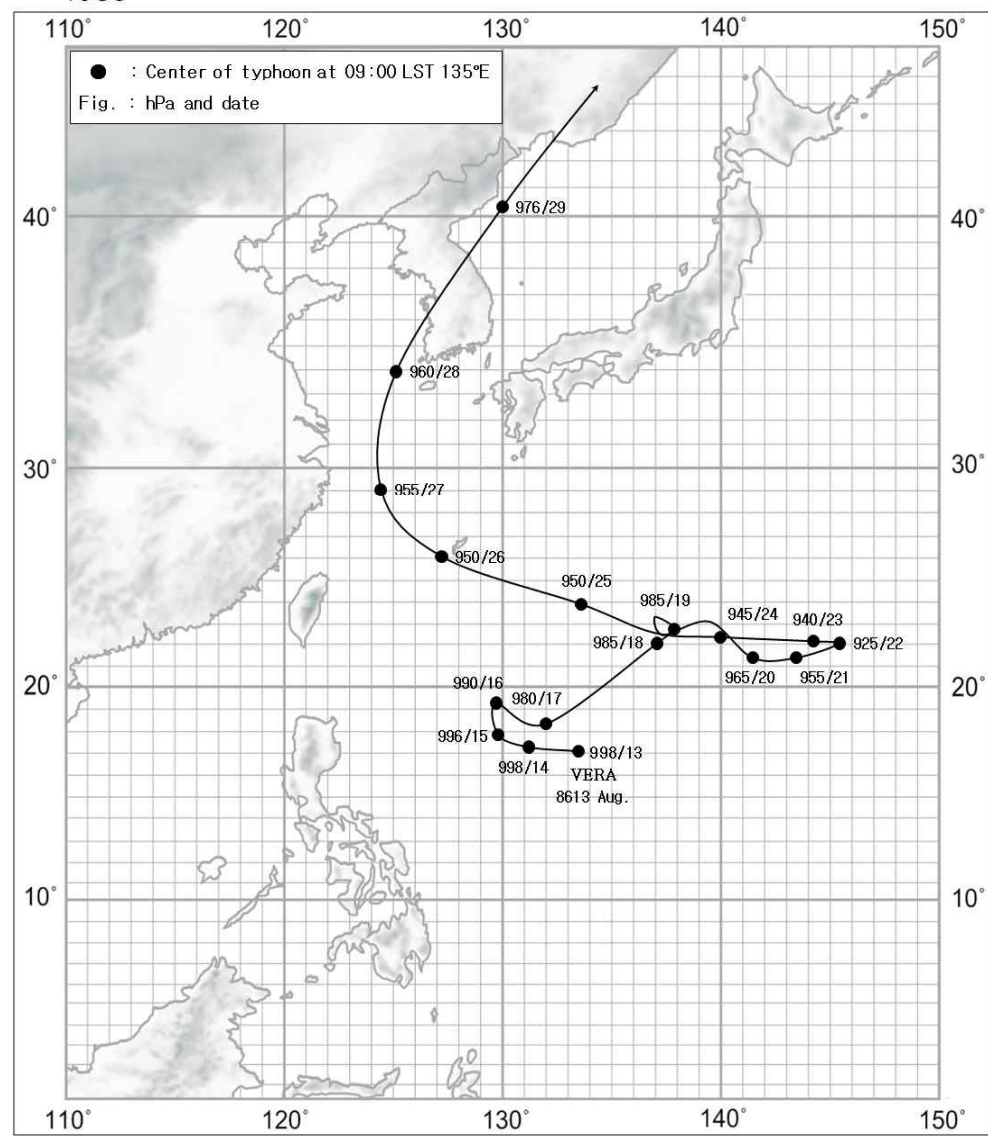 110° 120° 130° 140° 150°
● : Center of typhoon at 09:00 LST 135°E
Fig. : hPa and date
40° 976/29 40°
960/28
30° 30°
955/27
950/26
950/25
985/19
945/24
940/23
985/18
925/22
965/20
955/21
20° 990/16 980/17 20°
996/15
998/14
998/13
VERA
8613 Aug.
10° 10°
110° 120° 130° 140° 150°